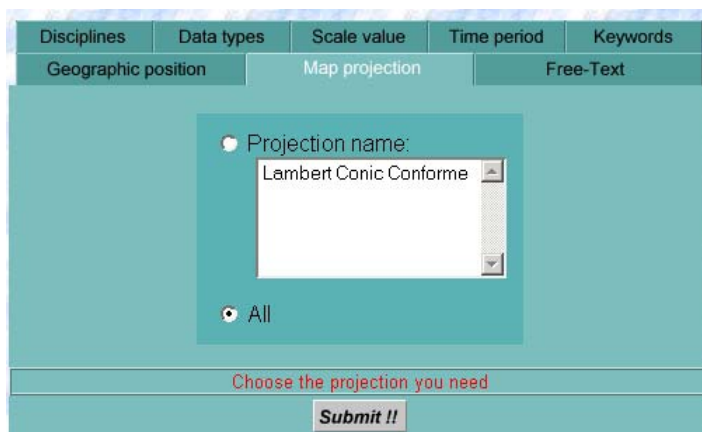 Disciplines Data types Scale value Time period Keywords
Geographic position Map projection Free-Text
Projection name:
Lambert Conic Conforme
All
Choose the projection you need
Submit !!